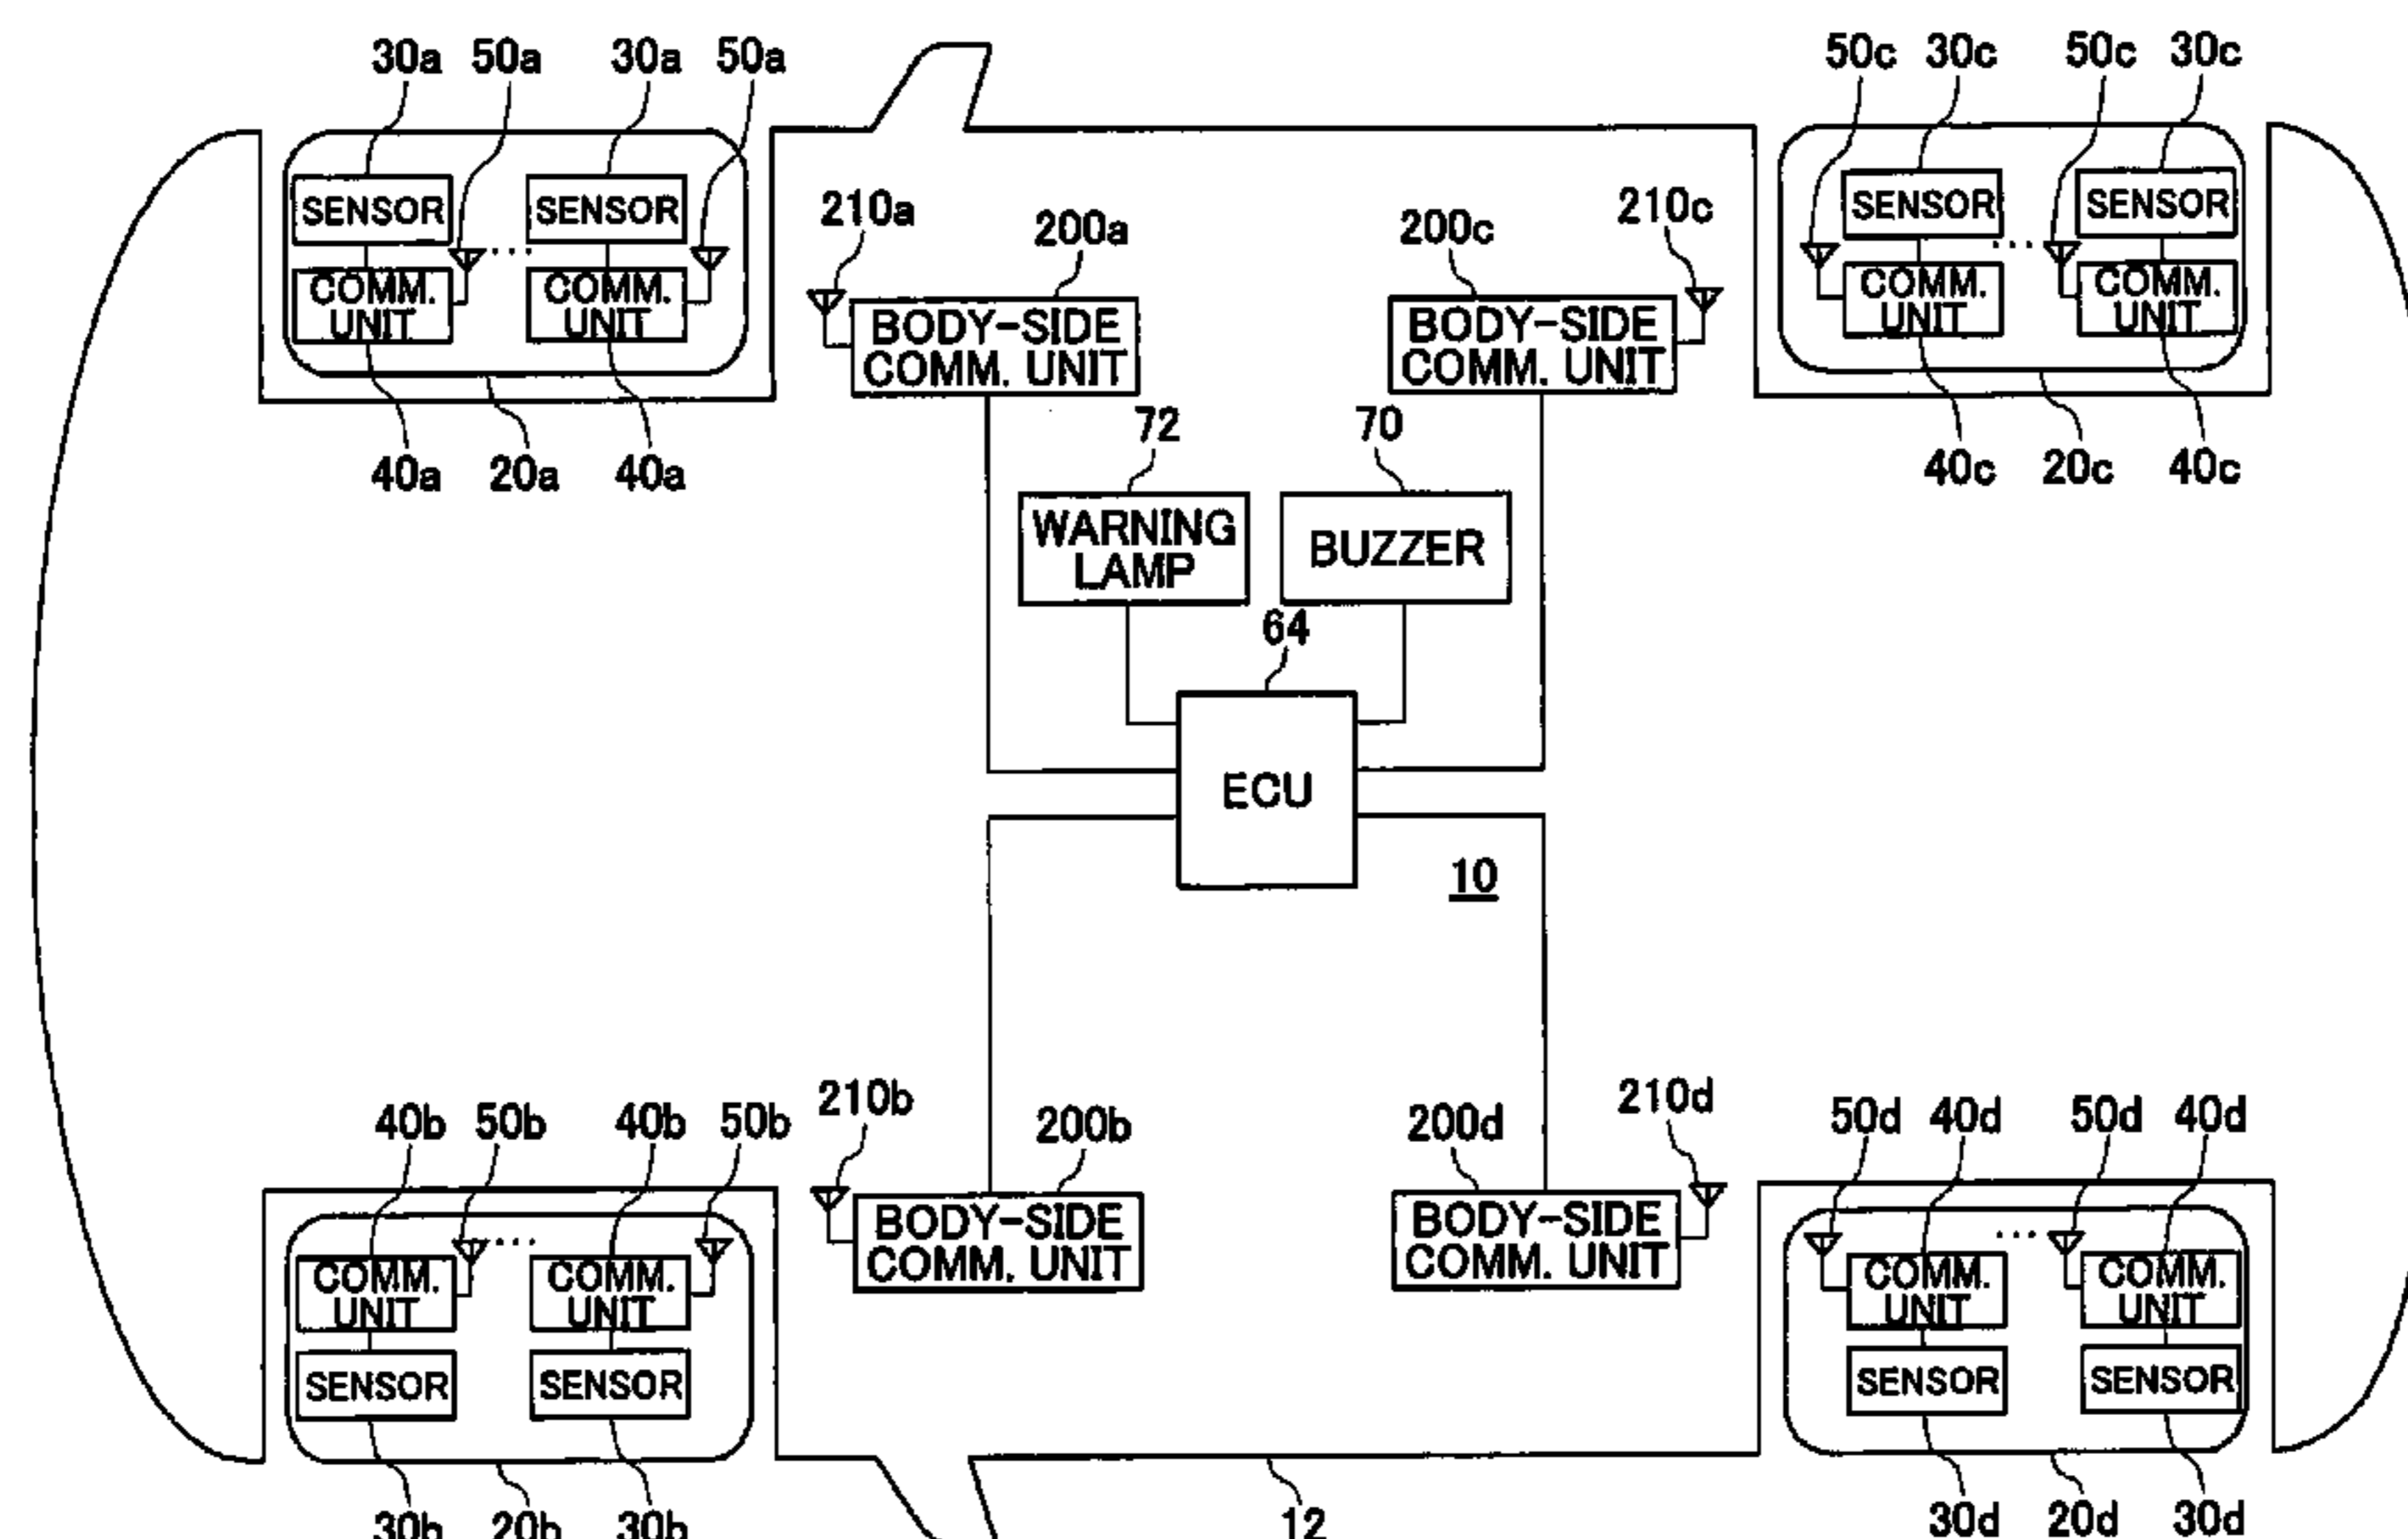 30a 50a 30a 50a
50c 30c 50c 30c
SENSOR SENSOR
SENSOR SENSOR
210a 200a 200c 210c
COMM. UNIT
COMM. UNIT
COMM. UNIT
COMM. UNIT
BODY-SIDE
COMM. UNIT
BODY-SIDE
COMM. UNIT
40a 20a 40a
72 70
40c 20c 40c
WARNING
LAMP
BUZZER
64
ECU
10
40b 50b 40b 50b
210b 200b 200d 210d
50d 40d 50d 40d
BODY-SIDE
COMM. UNIT
BODY-SIDE
COMM. UNIT
COMM.
UNIT
COMM.
UNIT
COMM.
UNIT
COMM.
UNIT
SENSOR SENSOR
SENSOR SENSOR
30b 20b 30b
12
30d 20d 30d